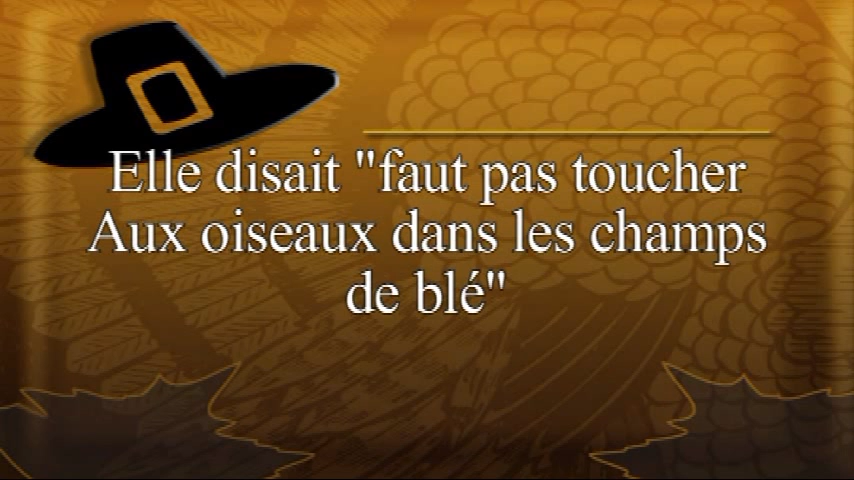 Elle disait "faut pas toucher
Aux oiseaux dans les champs
de blé"